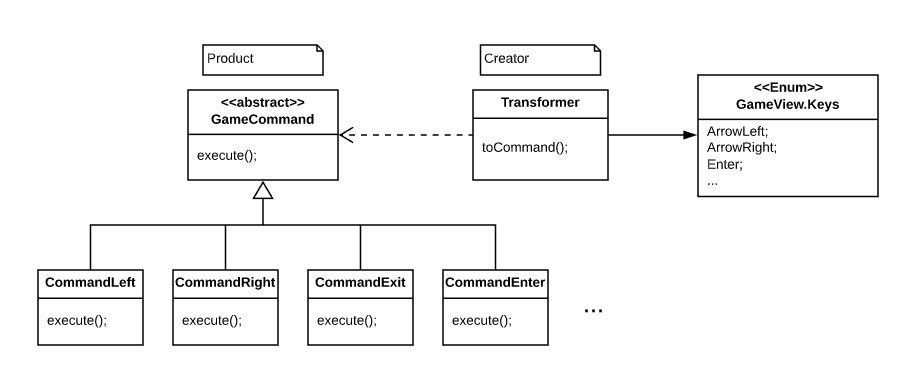 Product
Creator
<<abstract>>
GameCommand
execute();
Transformer
toCommand();
<<Enum>>
GameView.Keys
ArrowLeft;
ArrowRight;
Enter;
...
CommandLeft
execute();
CommandRight
execute();
CommandExit
execute();
CommandEnter
execute();
...